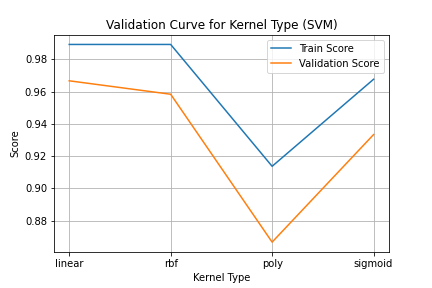 Validation Curve for Kernel Type (SVM)
Train Score
Validation Score
Score
0.98
0.96
0.94
0.92
0.90
0.88
linear rbf poly sigmoid
Kernel Type